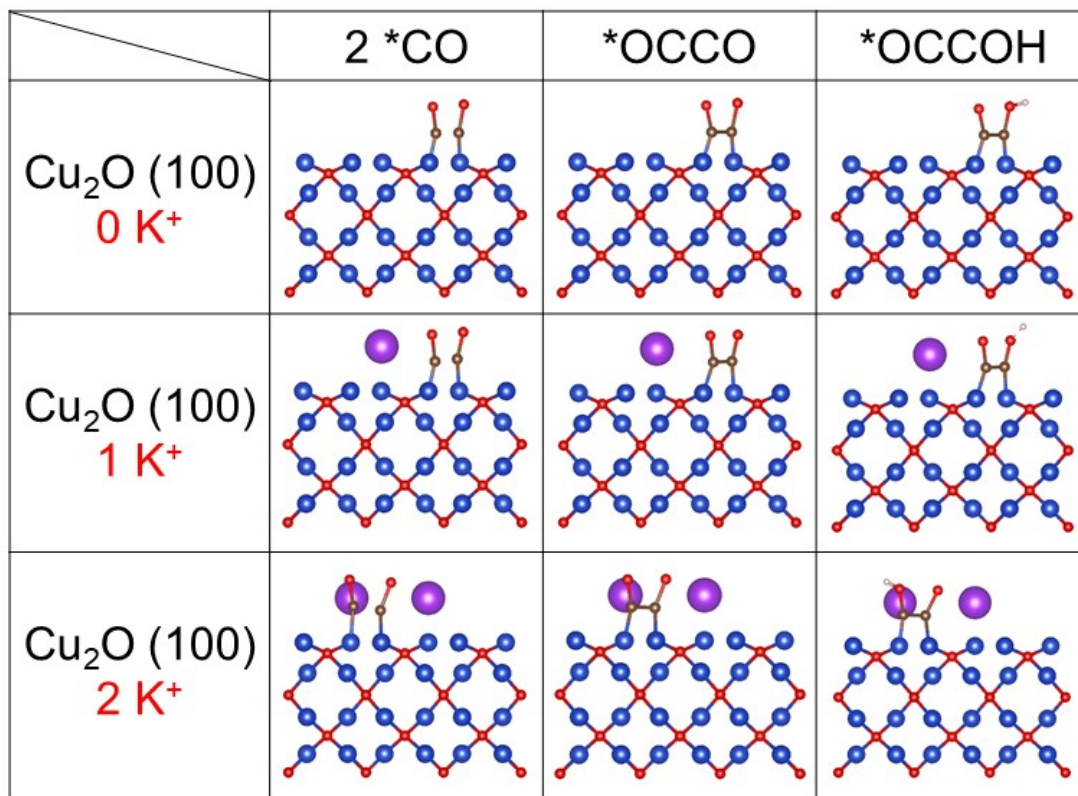 2 *CO
*OCCO
*OCCOH
Cu₂O (100)
0 K⁺
Cu₂O (100)
1 K⁺
Cu₂O (100)
2 K⁺